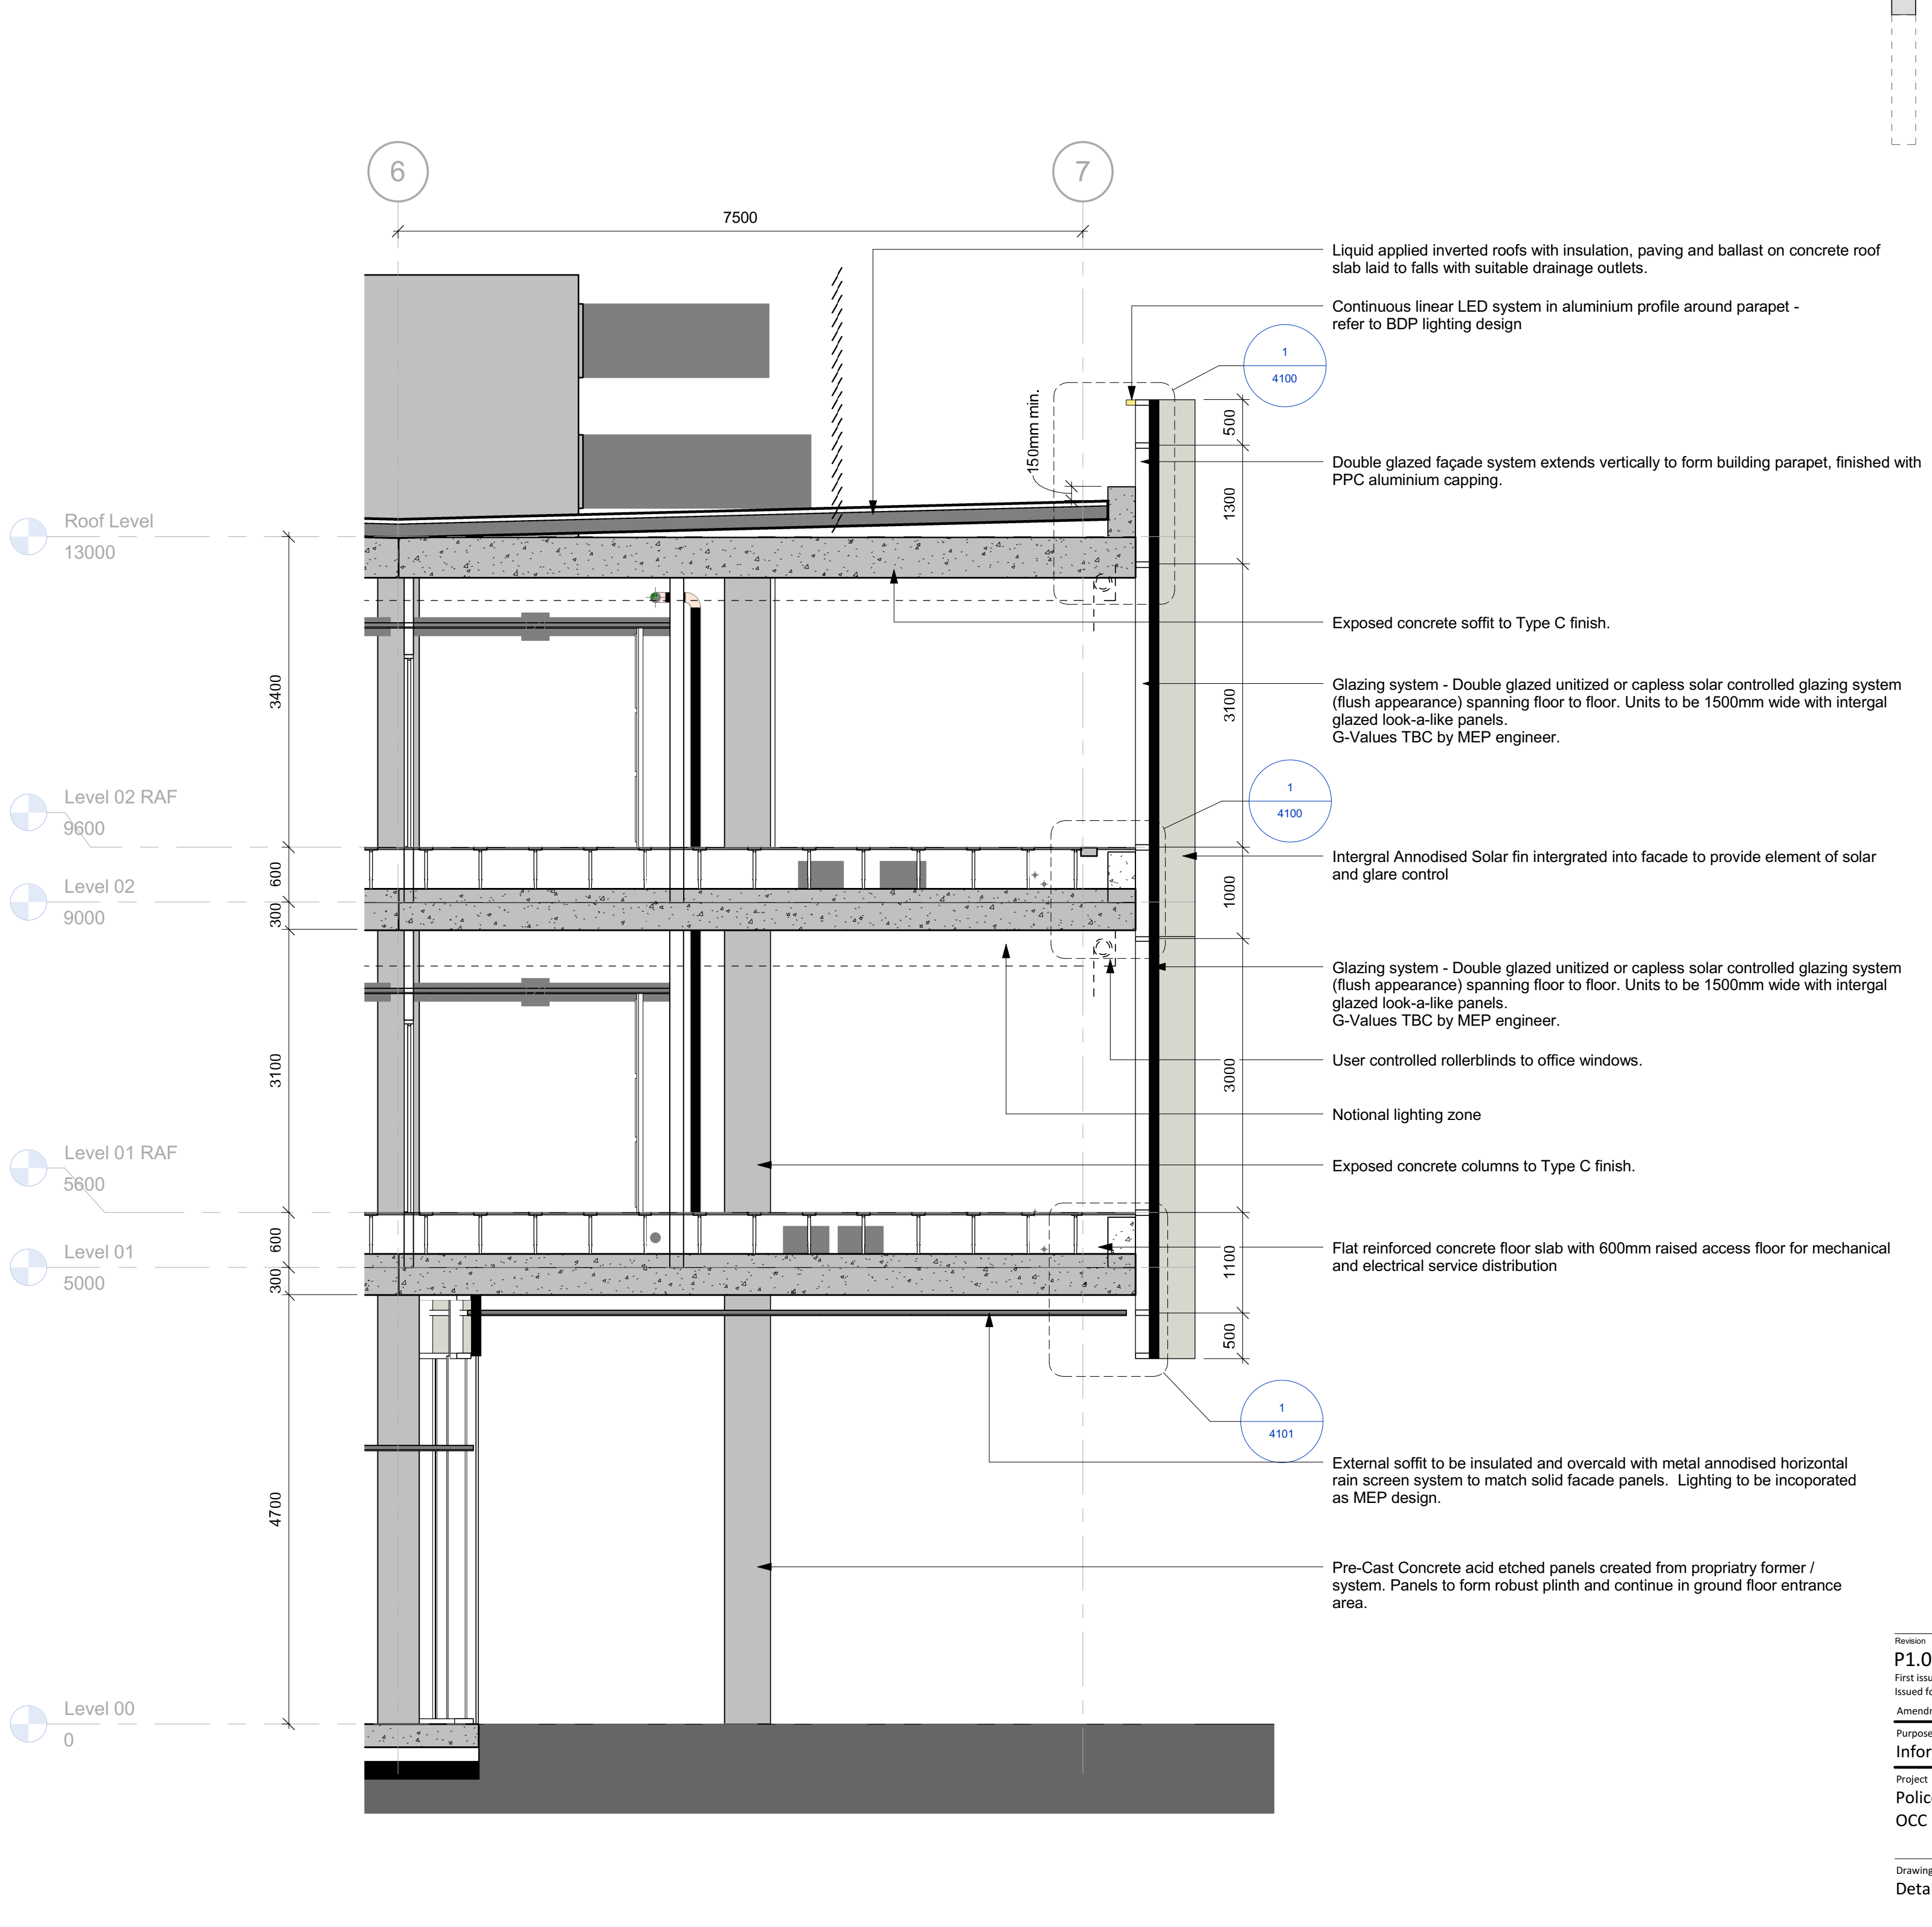 6
7
7500
Liquid applied inverted roofs with insulation, paving and ballast on concrete roof
slab laid to falls with suitable drainage outlets.
Continuous linear LED system in aluminium profile around parapet -
refer to BDP lighting design
1
4100
150mm min.
500
Double glazed façade system extends vertically to form building parapet, finished with
PPC aluminium capping.
1300
Roof Level
13000
Exposed concrete soffit to Type C finish.
3400
3100
Glazing system - Double glazed unitized or capless solar controlled glazing system
(flush appearance) spanning floor to floor. Units to be 1500mm wide with intergal
glazed look-a-like panels.
G-Values TBC by MEP engineer.
1
4100
Level 02 RAF
9600
Intergral Annodised Solar fin intergrated into facade to provide element of solar
and glare control
600
1000
Level 02
9000
300
Glazing system - Double glazed unitized or capless solar controlled glazing system
(flush appearance) spanning floor to floor. Units to be 1500mm wide with intergal
glazed look-a-like panels.
G-Values TBC by MEP engineer.
User controlled rollerblinds to office windows.
3100
3000
Notional lighting zone
Level 01 RAF
5600
Exposed concrete columns to Type C finish.
600
1100
Level 01
5000
300
Flat reinforced concrete floor slab with 600mm raised access floor for mechanical
and electrical service distribution
500
1
4101
External soffit to be insulated and overcald with metal annodised horizontal
rain screen system to match solid facade panels.  Lighting to be incoporated
as MEP design.
4700
Pre-Cast Concrete acid etched panels created from propriatry former /
system. Panels to form robust plinth and continue in ground floor entrance
area.
Level 00
0
Revision
P1.0
First issu
Issued fo
Amendm
Purpose
Infor
Project
Police
OCC
Drawing
Deta